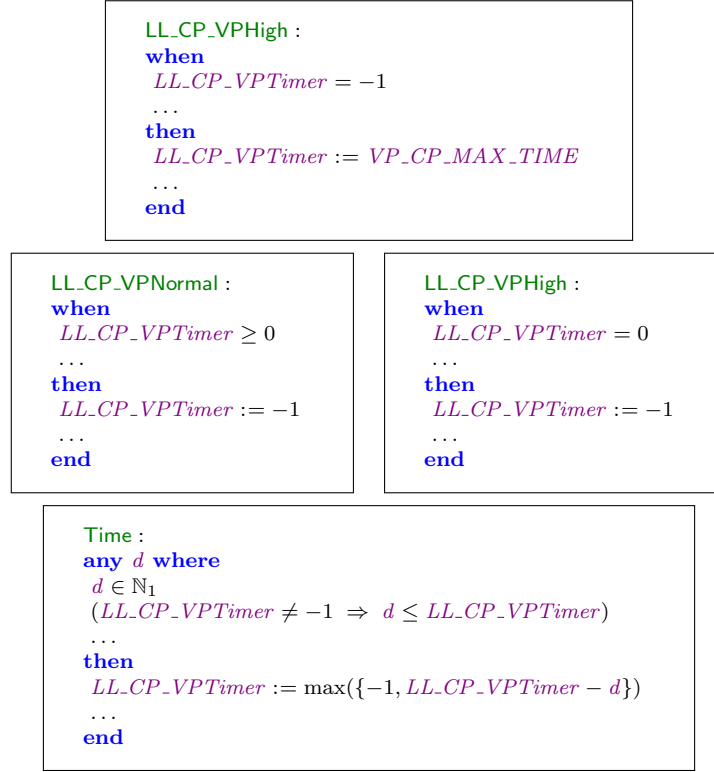 LL_CP_VPHigh :
when
LL_CP_VPTimer = −1
...
then
LL_CP_VPTimer := VP_CP_MAX_TIME
...
end
LL_CP_VPNormal :
when
LL_CP_VPTimer ≥ 0
...
then
LL_CP_VPTimer := −1
...
end
LL_CP_VPHigh :
when
LL_CP_VPTimer = 0
...
then
LL_CP_VPTimer := −1
...
end
Time :
any d where
d ∈ ℕ₁
(LL_CP_VPTimer ≠ −1 ⇒ d ≤ LL_CP_VPTimer)
...
then
LL_CP_VPTimer := max({−1, LL_CP_VPTimer − d})
...
end